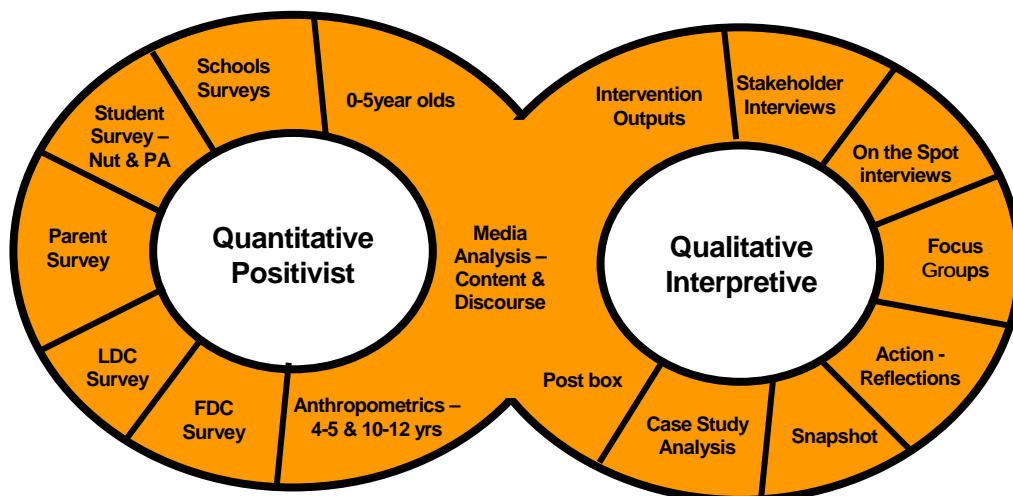 Schools
Surveys
0-5year olds
Student
Survey –
Nut & PA
Parent
Survey
LDC
Survey
FDC
Survey
Anthropometrics –
4-5 & 10-12 yrs
Quantitative
Positivist
Media
Analysis –
Content &
Discourse
Intervention
Outputs
Stakeholder
Interviews
On the Spot
interviews
Focus
Groups
Action -
Reflections
Snapshot
Case Study
Analysis
Post box
Qualitative
Interpretive